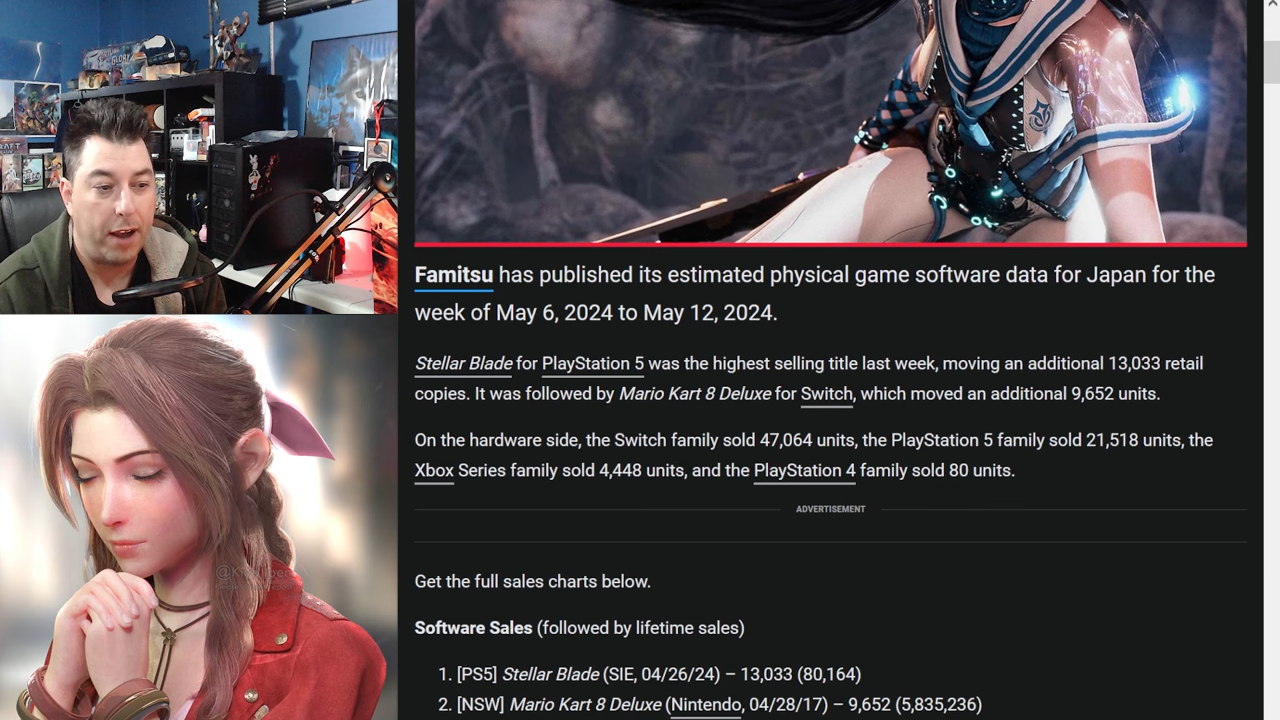 GLORY
Famitsu has published its estimated physical game software data for Japan for the
week of May 6, 2024 to May 12, 2024.
Stellar Blade for PlayStation 5 was the highest selling title last week, moving an additional 13,033 retail
copies. It was followed by Mario Kart 8 Deluxe for Switch, which moved an additional 9,652 units.
On the hardware side, the Switch family sold 47,064 units, the PlayStation 5 family sold 21,518 units, the
Xbox Series family sold 4,448 units, and the PlayStation 4 family sold 80 units.
ADVERTISEMENT
Get the full sales charts below.
Software Sales (followed by lifetime sales)
1. [PS5] Stellar Blade (SIE, 04/26/24) – 13,033 (80,164)
2. [NSW] Mario Kart 8 Deluxe (Nintendo, 04/28/17) – 9,652 (5,835,236)